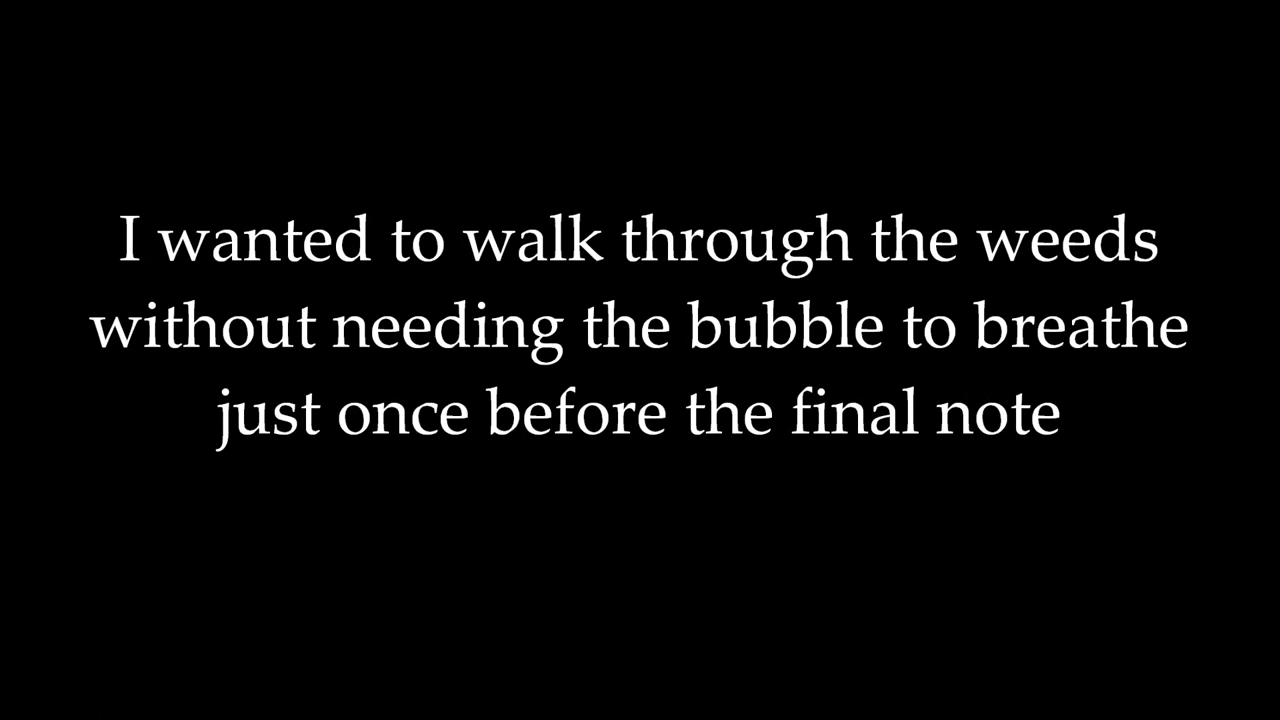 I wanted to walk through the weeds
without needing the bubble to breathe
just once before the final note